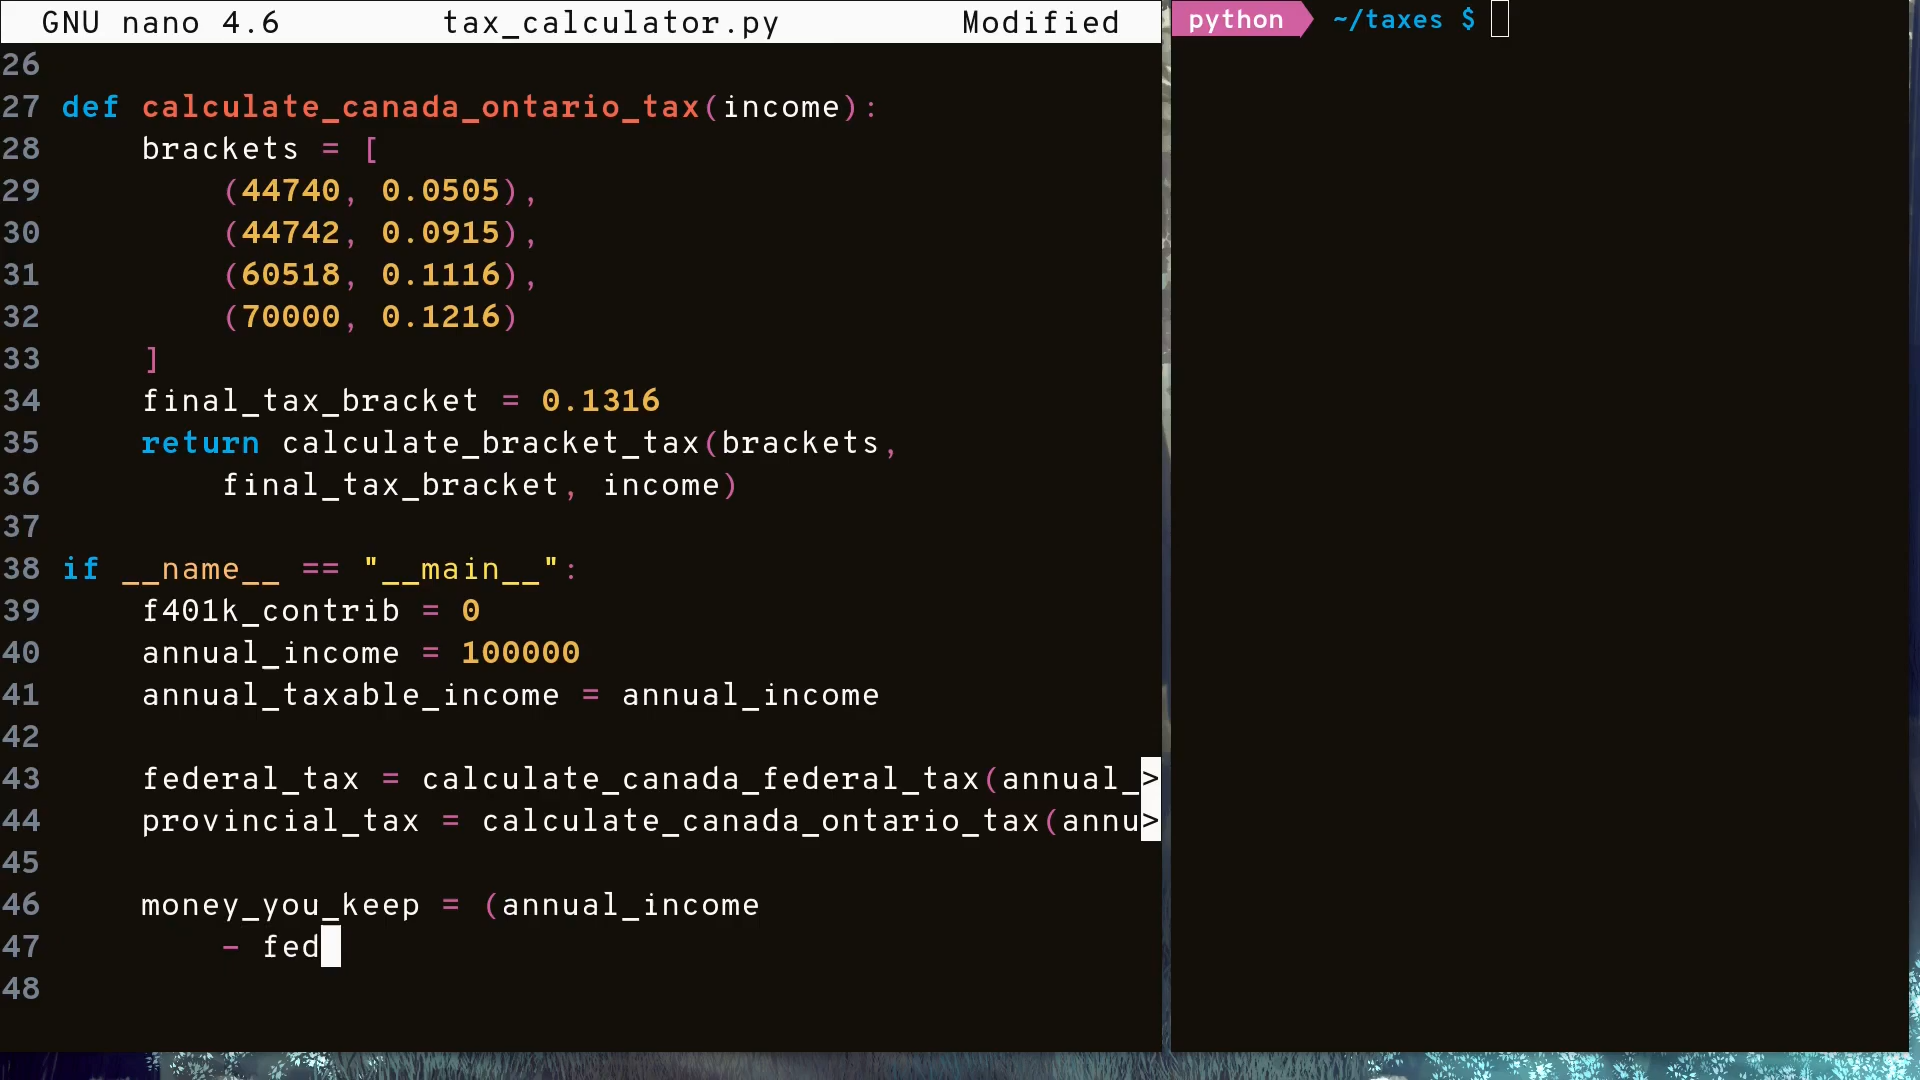 GNU nano 4.6 tax_calculator.py Modified
26
27 def calculate_canada_ontario_tax(income):
28     brackets = [
29         (44740, 0.0505),
30         (44742, 0.0915),
31         (60518, 0.1116),
32         (70000, 0.1216)
33     ]
34     final_tax_bracket = 0.1316
35     return calculate_bracket_tax(brackets,
36         final_tax_bracket, income)
37
38 if __name__ == "__main__":
39     f401k_contrib = 0
40     annual_income = 100000
41     annual_taxable_income = annual_income
42
43     federal_tax = calculate_canada_federal_tax(annual_>
44     provincial_tax = calculate_canada_ontario_tax(annu>
45
46     money_you_keep = (annual_income
47         - fed
48
python ~/taxes $